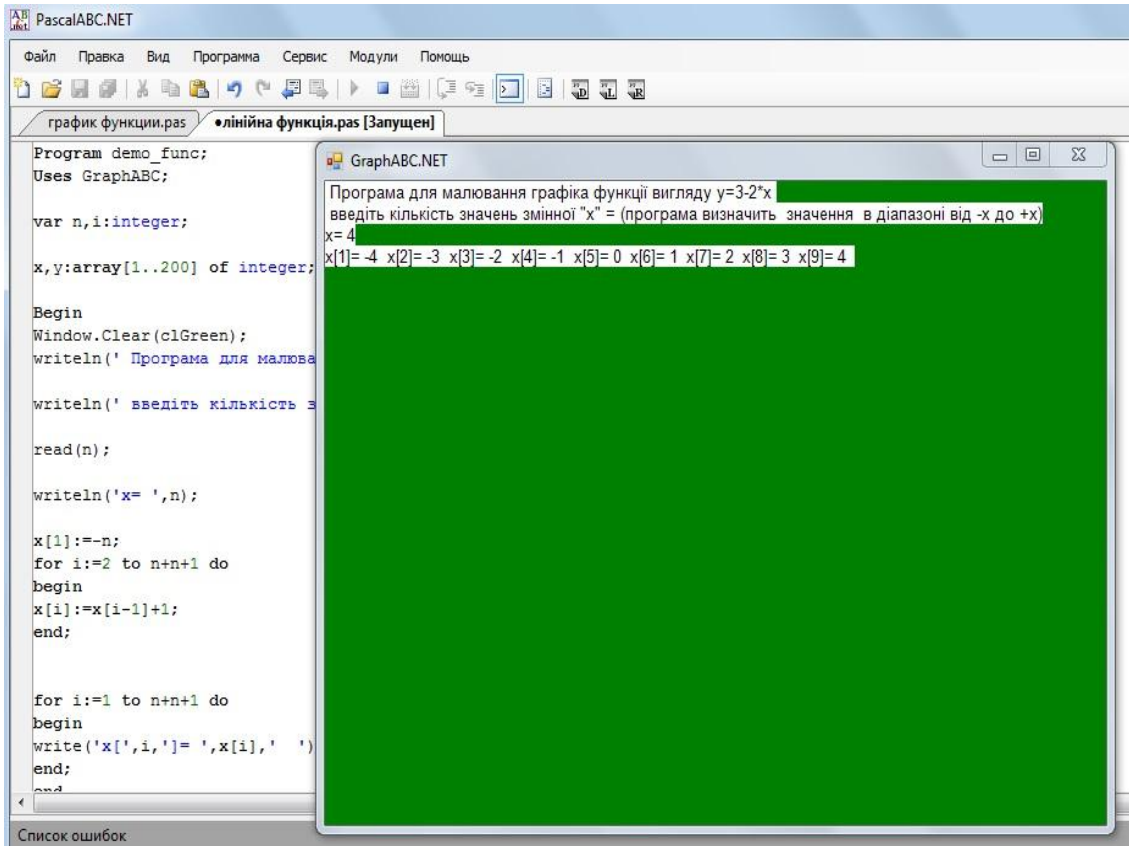 PascalABC.NET
Файл Правка Вид Программа Сервис Модули Помощь
график функции.pas •лінійна функція.pas [Запущен]
Program demo_func;
Uses GraphABC;
var n,i:integer;
x,y:array[1..200] of integer;
Begin
Window.Clear(clGreen);
writeln(' Програма для малюва
writeln(' введіть кількість з
read(n);
writeln('x= ',n);
x[1]:=-n;
for i:=2 to n+n+1 do
begin
x[i]:=x[i-1]+1;
end;
for i:=1 to n+n+1 do
begin
write('x[',i,']= ',x[i],'  ')
end;
end
GraphABC.NET
Програма для малювання графіка функції вигляду y=3-2*x
введіть кількість значень змінної "x" = (програма визначить значення в діапазоні від -x до +x)
x= 4
x[1]= -4 x[2]= -3 x[3]= -2 x[4]= -1 x[5]= 0 x[6]= 1 x[7]= 2 x[8]= 3 x[9]= 4
Список ошибок